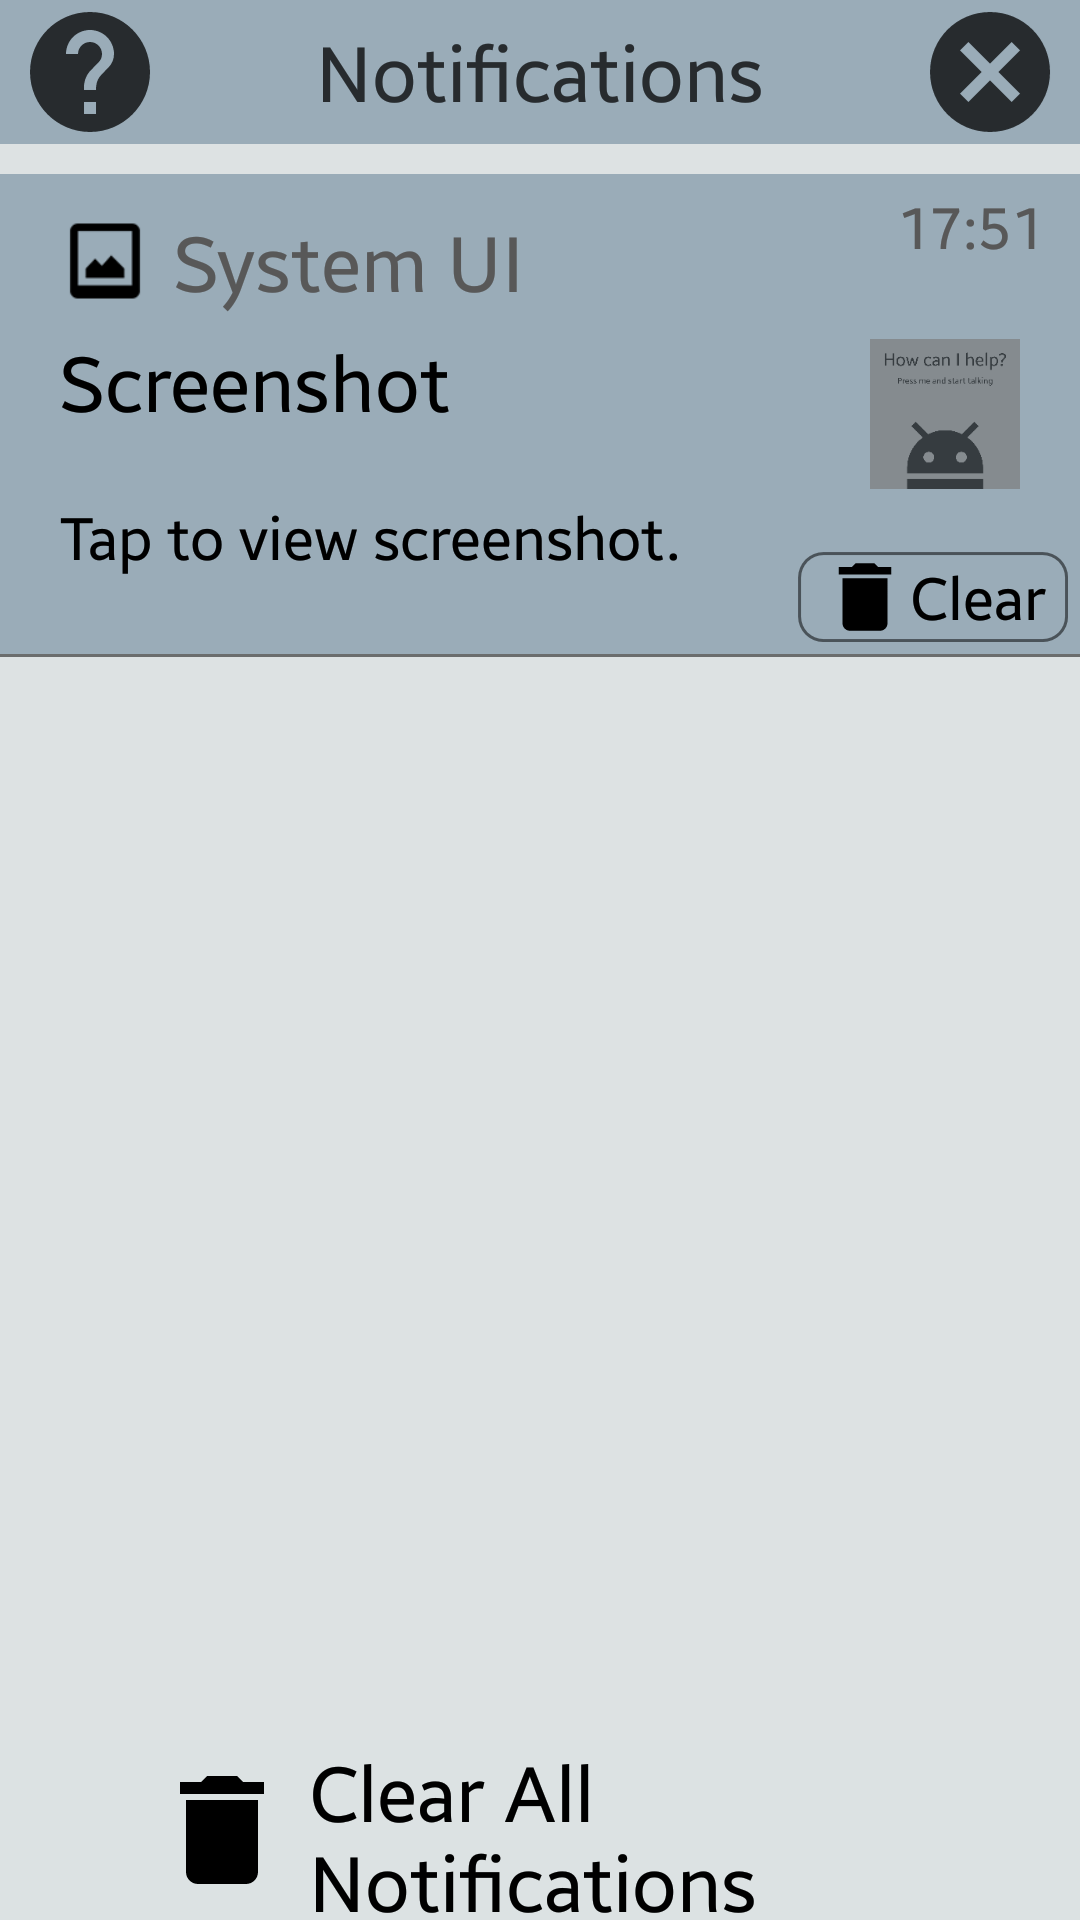 Notifications
17:51
System UI
Screenshot
How can I help?
Press me and start talking
Tap to view screenshot.
Clear
Clear All
Notifications